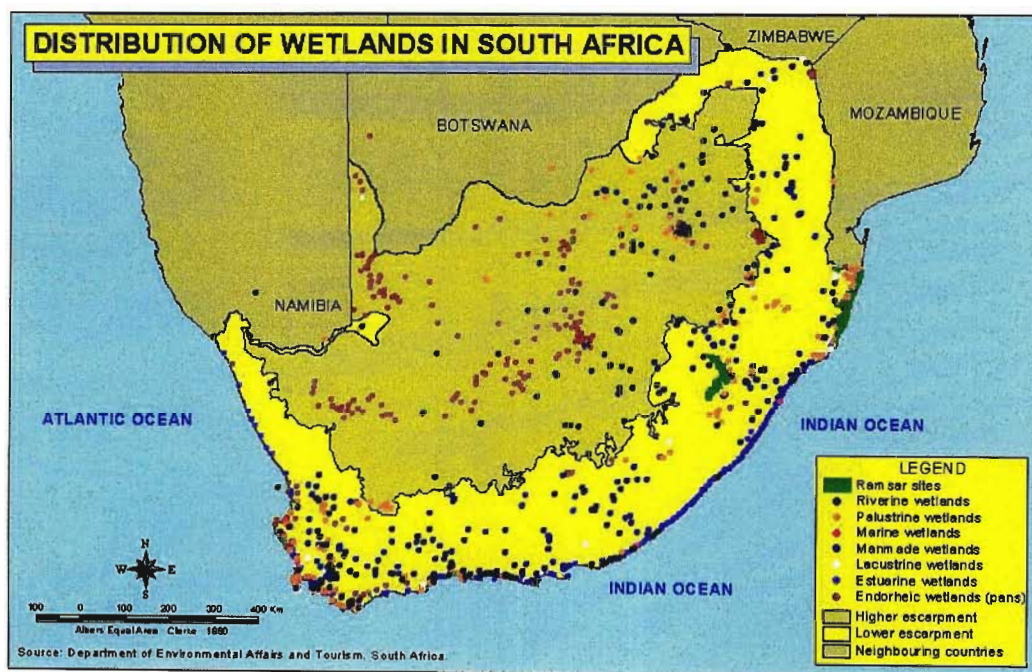 DISTRIBUTION OF WETLANDS IN SOUTH AFRICA
ZIMBABWE
BOTSWANA
MOZAMBIQUE
NAMIBIA
ATLANTIC OCEAN
INDIAN OCEAN
INDIAN OCEAN
LEGEND
Ramsar sites
Riverine wetlands
Palustrine wetlands
Marine wetlands
Manmade wetlands
Lacustrine wetlands
Estuarine wetlands
Endorheic wetlands (pans)
Higher escarpment
Lower escarpment
Neighbouring countries
N
W E
S
100 0 100 200 300 400 Km
Albers Equal Area Clarke 1880
Source: Department of Environmental Affairs and Tourism, South Africa.